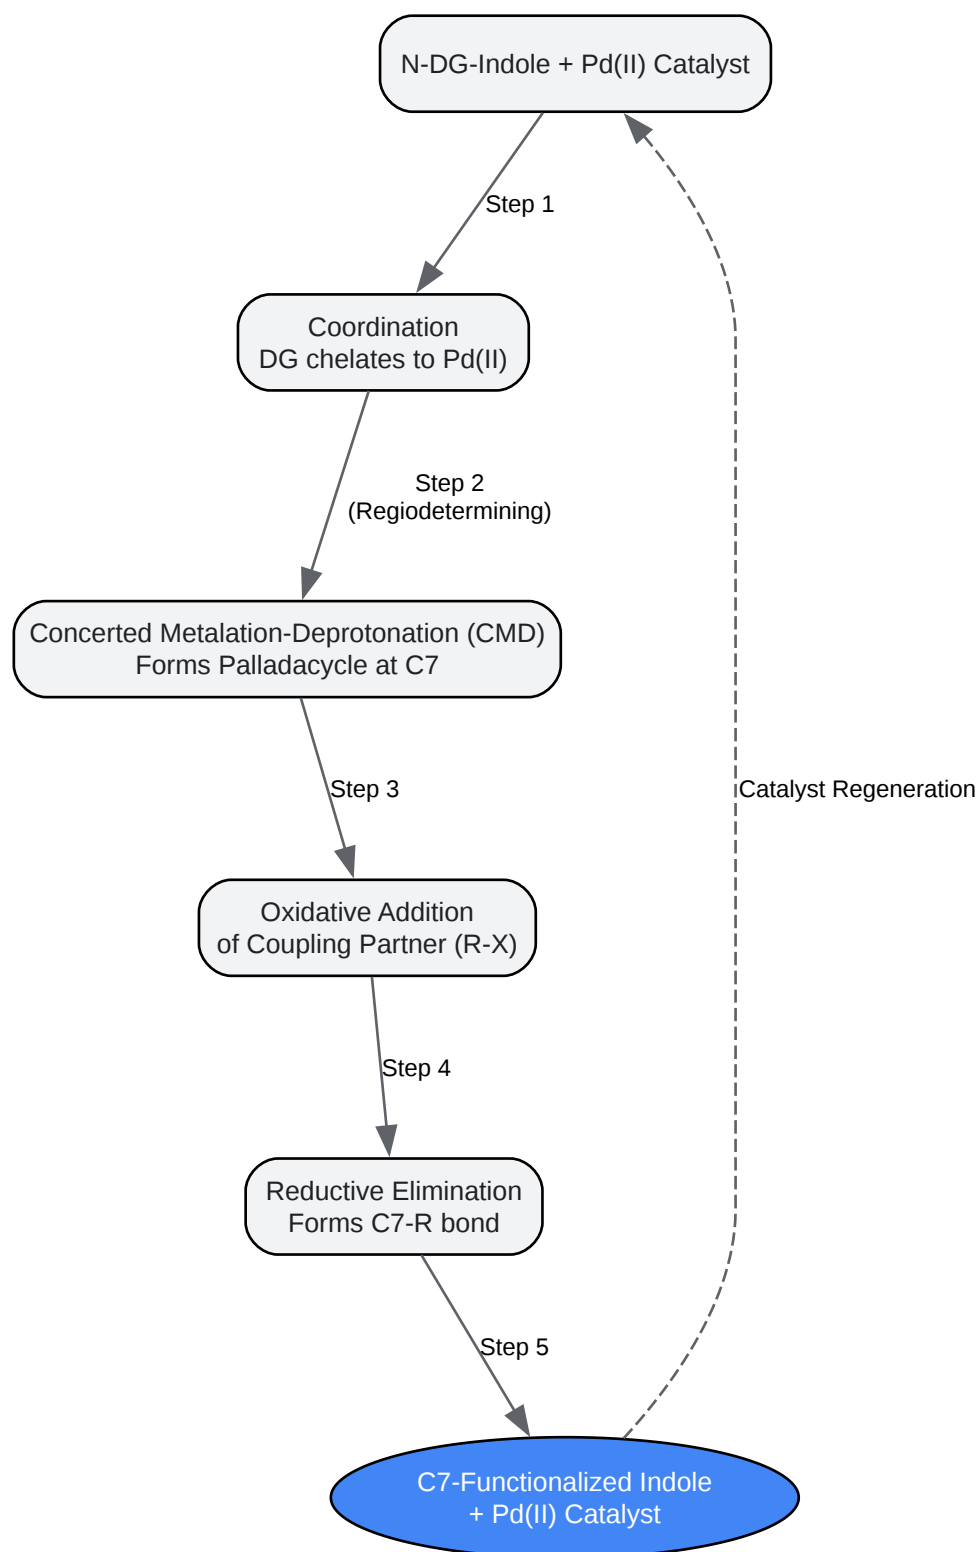 N-DG-Indole + Pd(II) Catalyst
Step 1
Coordination
DG chelates to Pd(II)
Step 2
(Regiodetermining)
Concerted Metalation-Deprotonation (CMD)
Forms Palladacycle at C7
Step 3
Catalyst Regeneration
Oxidative Addition
of Coupling Partner (R-X)
Step 4
Reductive Elimination
Forms C7-R bond
Step 5
C7-Functionalized Indole
+ Pd(II) Catalyst